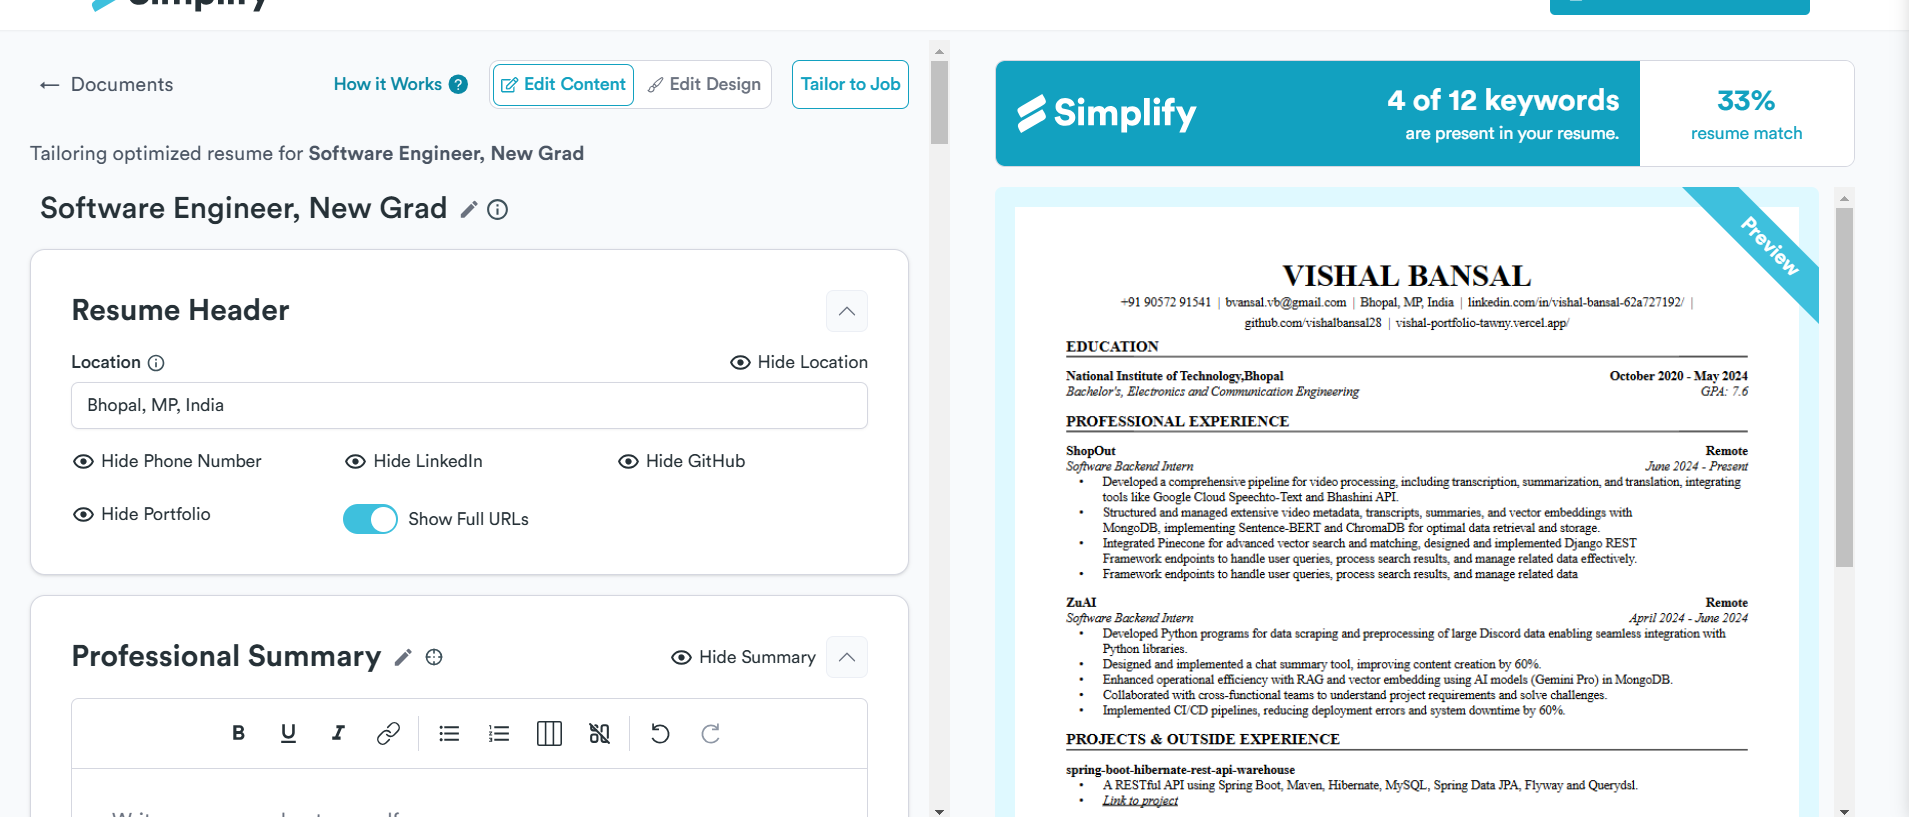 Simplify
Documents
How it Works ?
Edit Content
Edit Design
Tailor to Job
Tailoring optimized resume for Software Engineer, New Grad
Software Engineer, New Grad
Resume Header
Location
Hide Location
Bhopal, MP, India
Hide Phone Number
Hide LinkedIn
Hide GitHub
Hide Portfolio
Show Full URLs
Professional Summary
Hide Summary
B U I
Simplify
4 of 12 keywords
are present in your resume.
33%
resume match
Preview
VISHAL BANSAL
+91 90572 91541 | bvansal.vb@gmail.com | Bhopal, MP, India | linkedin.com/in/vishal-bansal-62a727192/ |
github.com/vishalbansal28 | vishal-portfolio-tawny.vercel.app/
EDUCATION
National Institute of Technology,Bhopal October 2020 - May 2024
Bachelor's, Electronics and Communication Engineering GPA: 7.6
PROFESSIONAL EXPERIENCE
ShopOut Remote
Software Backend Intern June 2024 - Present
• Developed a comprehensive pipeline for video processing, including transcription, summarization, and translation, integrating
tools like Google Cloud Speechto-Text and Bhashini API.
• Structured and managed extensive video metadata, transcripts, summaries, and vector embeddings with
MongoDB, implementing Sentence-BERT and ChromaDB for optimal data retrieval and storage.
• Integrated Pinecone for advanced vector search and matching, designed and implemented Django REST
Framework endpoints to handle user queries, process search results, and manage related data effectively.
• Framework endpoints to handle user queries, process search results, and manage related data
ZuAI Remote
Software Backend Intern April 2024 - June 2024
• Developed Python programs for data scraping and preprocessing of large Discord data enabling seamless integration with
Python libraries.
• Designed and implemented a chat summary tool, improving content creation by 60%.
• Enhanced operational efficiency with RAG and vector embedding using AI models (Gemini Pro) in MongoDB.
• Collaborated with cross-functional teams to understand project requirements and solve challenges.
• Implemented CI/CD pipelines, reducing deployment errors and system downtime by 60%.
PROJECTS & OUTSIDE EXPERIENCE
spring-boot-hibernate-rest-api-warehouse
• A RESTful API using Spring Boot, Maven, Hibernate, MySQL, Spring Data JPA, Flyway and Querydsl.
• Link to project